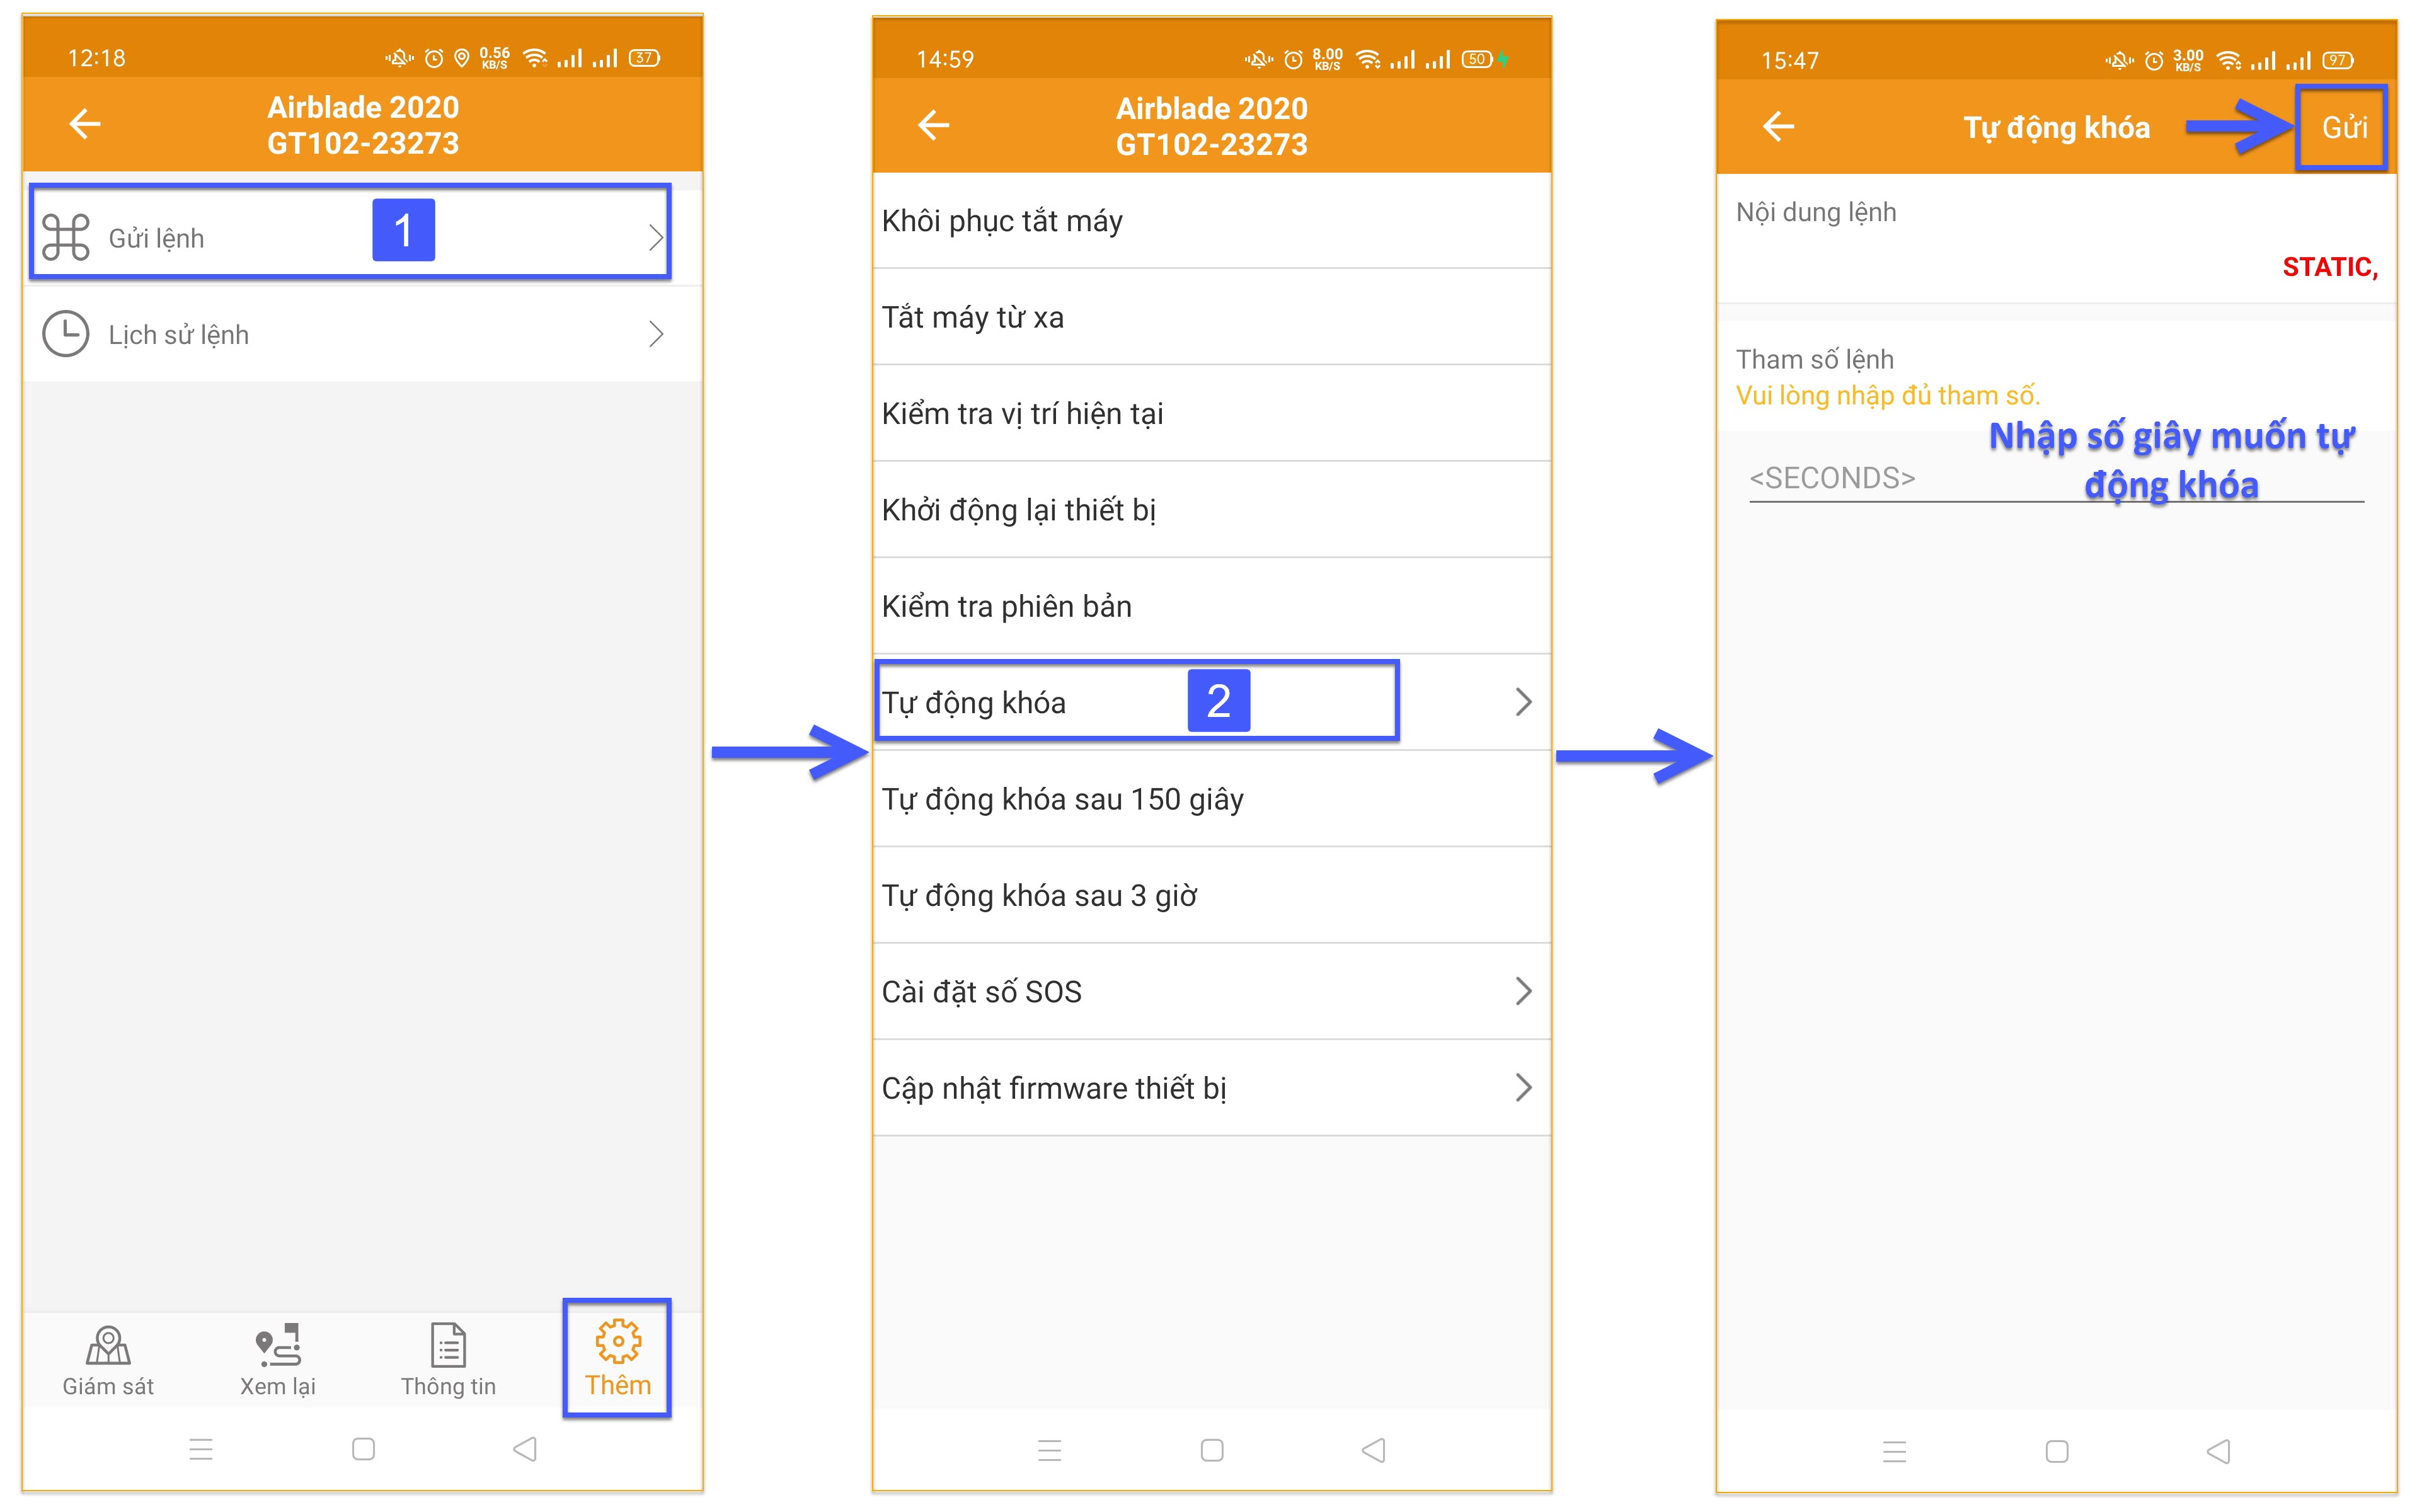 12:18
0.56
KB/S
37
Airblade 2020
GT102-23273
Gửi lệnh
1
Lịch sử lệnh
Giám sát
Xem lại
Thông tin
Thêm
14:59
8.00
KB/S
50
Airblade 2020
GT102-23273
Khôi phục tắt máy
Tắt máy từ xa
Kiểm tra vị trí hiện tại
Khởi động lại thiết bị
Kiểm tra phiên bản
Tự động khóa
2
Tự động khóa sau 150 giây
Tự động khóa sau 3 giờ
Cài đặt số SOS
Cập nhật firmware thiết bị
15:47
3.00
KB/S
97
Tự động khóa
Gửi
Nội dung lệnh
STATIC,
Tham số lệnh
Vui lòng nhập đủ tham số.
Nhập số giây muốn tự
động khóa
<SECONDS>